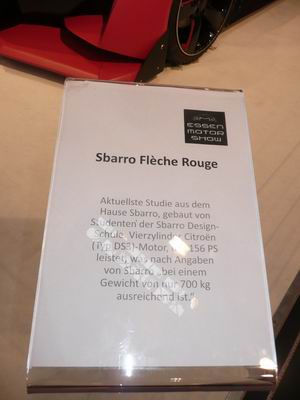 ESSEN
MOTOR
SHOW
Sbarro Flèche Rouge
Aktuellste Studie aus dem
Hause Sbarro, gebaut von
Studenten der Sbarro Design-
Schule. Vierzylinder Citroën
(Typ DS3)-Motor, 156 PS
leistet, was nach Angaben
von Sbarro „bei einem
Gewicht von nur 700 kg
ausreichend ist.“